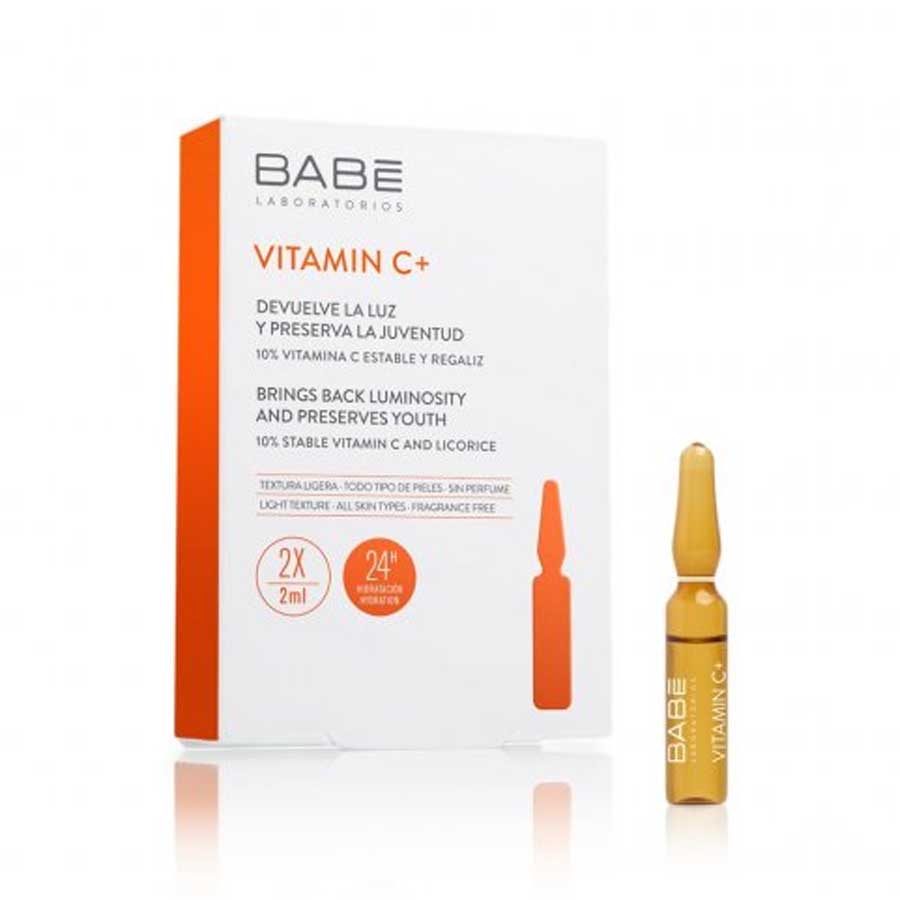 BABĒ
LABORATORIOS
VITAMIN C+
DEVUELVE LA LUZ
Y PRESERVA LA JUVENTUD
10% VITAMINA C ESTABLE Y REGALIZ
BRINGS BACK LUMINOSITY
AND PRESERVES YOUTH
10% STABLE VITAMIN C AND LICORICE
TEXTURA LIGERA · TODO TIPO DE PIELES · SIN PERFUME
LIGHT TEXTURE · ALL SKIN TYPES · FRAGRANCE FREE
2X
2ml
24H
HIDRATACIÓN
HYDRATION
BABĒ
LABORATORIOS
VITAMIN C+